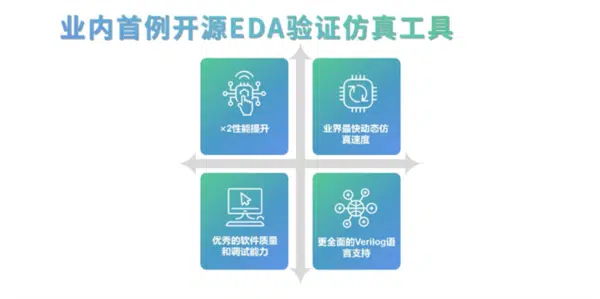 业内首例开源EDA验证仿真工具
×2性能提升
业界最快动态仿
真速度
优秀的软件质量
和调试能力
更全面的Verilog语
言支持